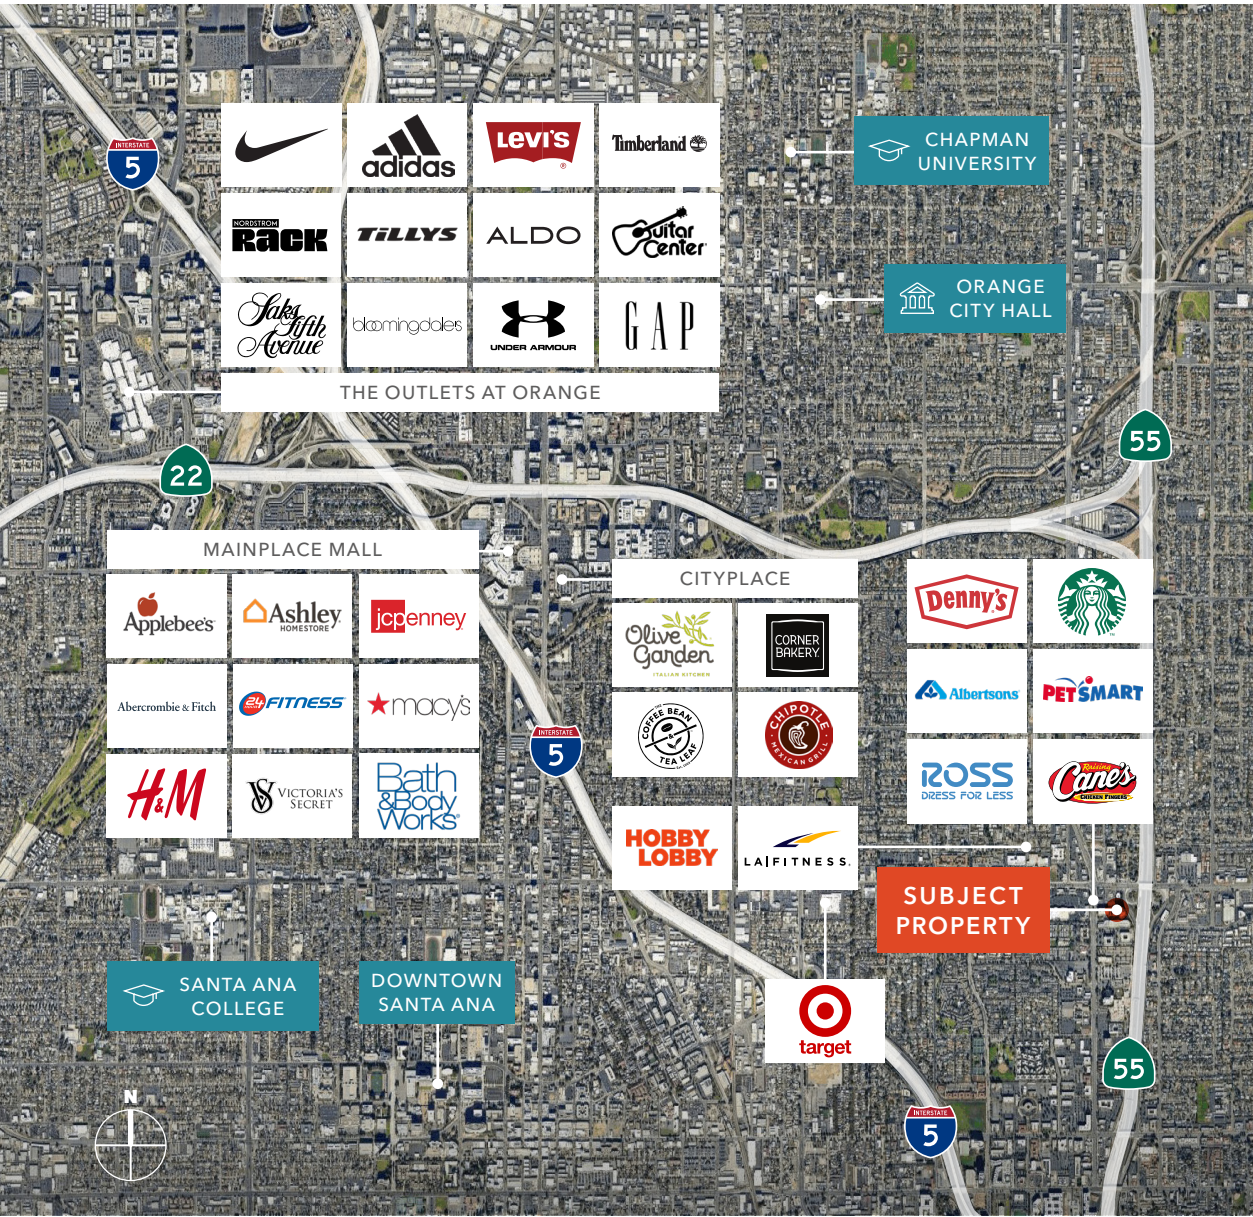 INTERSTATE
5
adidas
LEVI'S
®
Timberland
NORDSTROM
RACK
TILLYS
ALDO
Guitar
Center
Saks
Fifth
Avenue
bloomingdale's
UNDER ARMOUR
GAP
THE OUTLETS AT ORANGE
CHAPMAN
UNIVERSITY
ORANGE
CITY HALL
55
22
MAINPLACE MALL
Applebee's
Ashley
HOMESTORE
jcpenney
Abercrombie & Fitch
24
FITNESS
macy's
H&M
VS
VICTORIA'S
SECRET
Bath
& Body
Works
INTERSTATE
5
CITYPLACE
Olive
Garden
ITALIAN KITCHEN
CORNER
BAKERY
THE
COFFEE BEAN
&
TEA LEAF
CHIPOTLE
MEXICAN GRILL
HOBBY
LOBBY
LA|FITNESS.
Denny's
Albertsons
PETSMART
ROSS
DRESS FOR LESS
Raising
Cane's
CHICKEN FINGERS
SUBJECT
PROPERTY
SANTA ANA
COLLEGE
DOWNTOWN
SANTA ANA
target
55
INTERSTATE
5
N